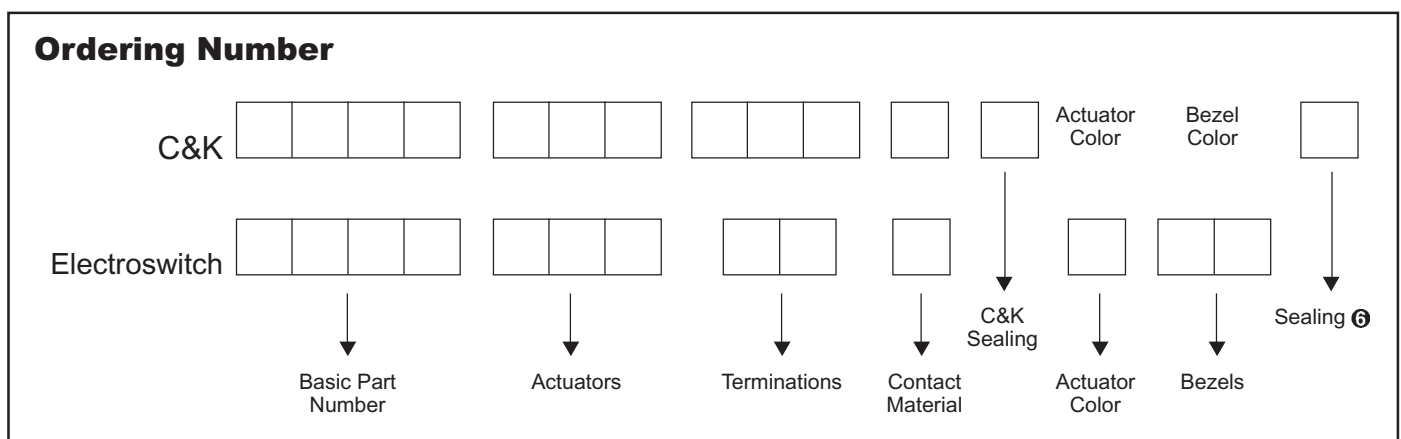 Ordering Number
C&K
Actuator
Color
Bezel
Color
Electroswitch
C&K
Sealing
Sealing ❻
Basic Part
Number
Actuators
Terminations
Contact
Material
Actuator
Color
Bezels